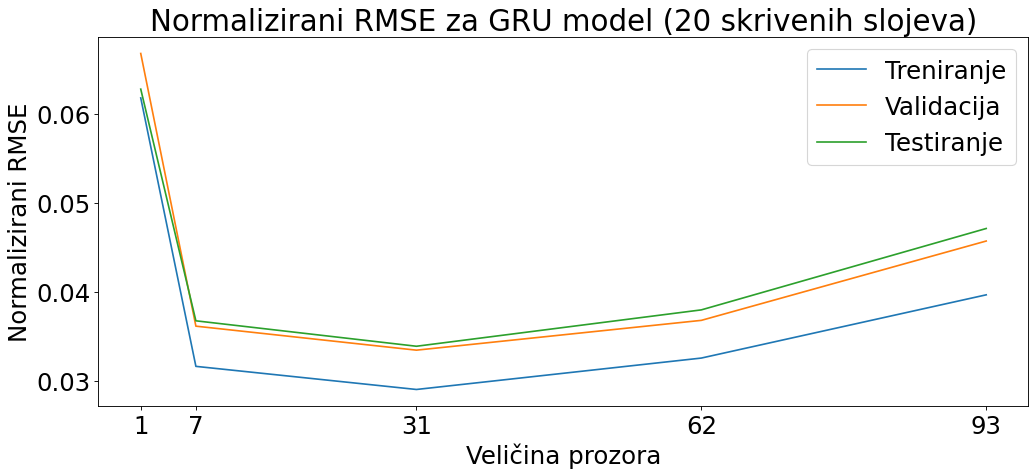 Normalizirani RMSE za GRU model (20 skrivenih slojeva)
Treniranje
Validacija
Testiranje
Normalizirani RMSE
0.06
0.05
0.04
0.03
1 7 31 62 93
Veličina prozora